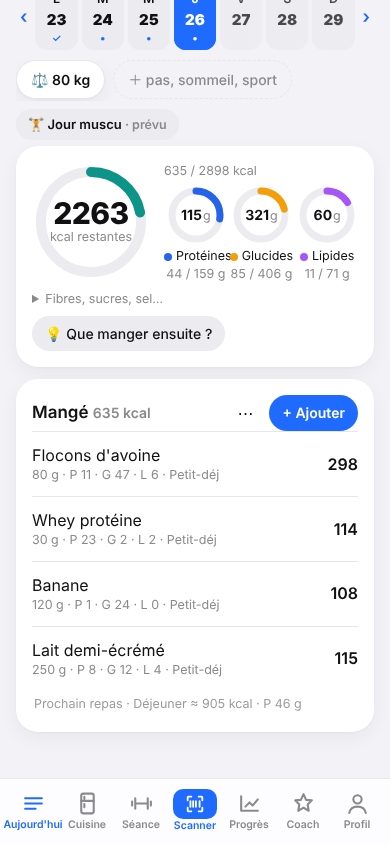 23 24 25 26 27 28 29
⚖️ 80 kg
+ pas, sommeil, sport
🏋️ Jour muscu · prévu
635 / 2898 kcal
2263
kcal restantes
115g 321g 60g
Protéines Glucides Lipides
44 / 159 g 85 / 406 g 11 / 71 g
Fibres, sucres, sel...
💡 Que manger ensuite ?
Mangé 635 kcal
...
+ Ajouter
Flocons d'avoine
298
80 g · P 11 · G 47 · L 6 · Petit-déj
Whey protéine
114
30 g · P 23 · G 2 · L 2 · Petit-déj
Banane
108
120 g · P 1 · G 24 · L 0 · Petit-déj
Lait demi-écrémé
115
250 g · P 8 · G 12 · L 4 · Petit-déj
Prochain repas · Déjeuner ≈ 905 kcal · P 46 g
Aujourd'hui Cuisine Séance Scanner Progrès Coach Profil